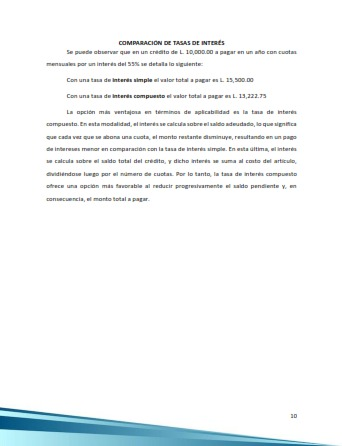 COMPARACIÓN DE TASAS DE INTERÉS
Se puede observar que en un crédito de L. 10,000.00 a pagar en un año con cuotas
mensuales por un interés del 55% se detalla lo siguiente:
Con una tasa de interés simple el valor total a pagar es L. 15,500.00
Con una tasa de interés compuesto el valor total a pagar es L. 13,222.75
La opción más ventajosa en términos de aplicabilidad es la tasa de interés
compuesto. En esta modalidad, el interés se calcula sobre el saldo adeudado, lo que significa
que cada vez que se abona una cuota, el monto restante disminuye, resultando en un pago
de intereses menor en comparación con la tasa de interés simple. En esta última, el interés
se calcula sobre el saldo total del crédito, y dicho interés se suma al costo del artículo,
dividiéndose luego por el número de cuotas. Por lo tanto, la tasa de interés compuesto
ofrece una opción más favorable al reducir progresivamente el saldo pendiente y, en
consecuencia, el monto total a pagar.
10